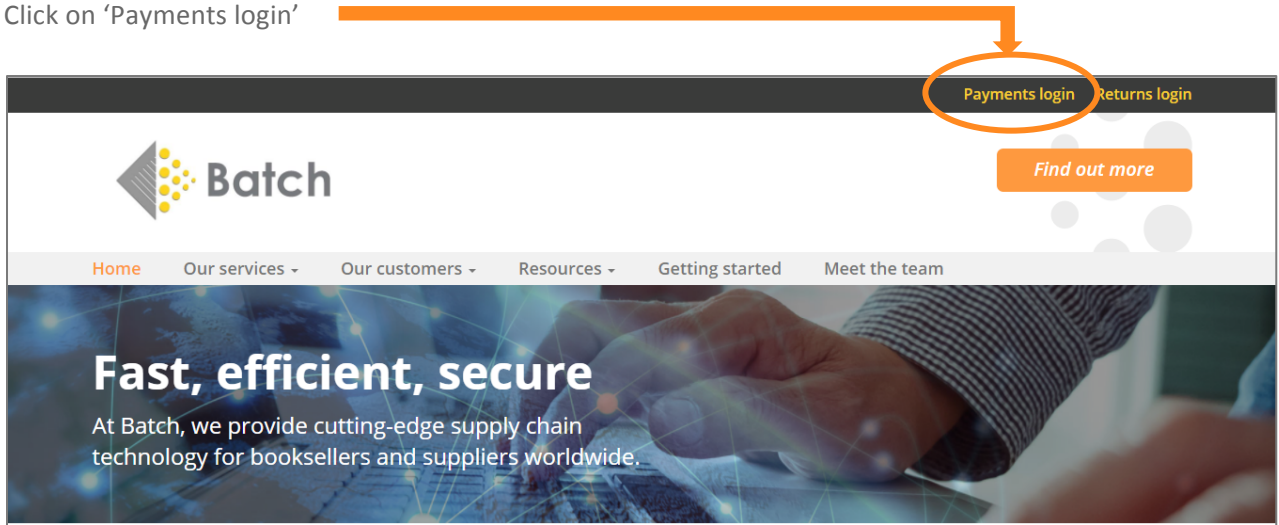 Click on ‘Payments login’
Payments login Returns login
Batch
Find out more
Home Our services Our customers Resources Getting started Meet the team
Fast, efficient, secure
At Batch, we provide cutting-edge supply chain
technology for booksellers and suppliers worldwide.